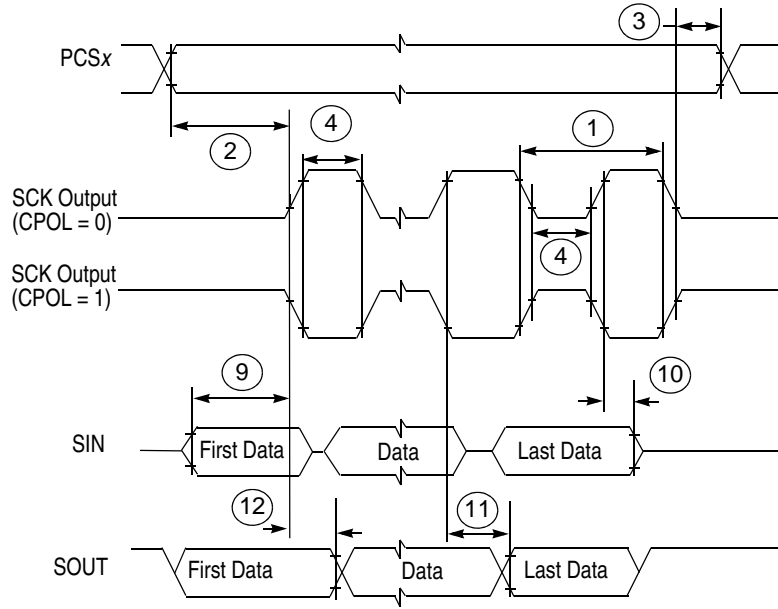 3
PCSx
2
4
1
SCK Output
(CPOL = 0)
4
SCK Output
(CPOL = 1)
9
10
SIN
First Data
Data
Last Data
12
11
SOUT
First Data
Data
Last Data